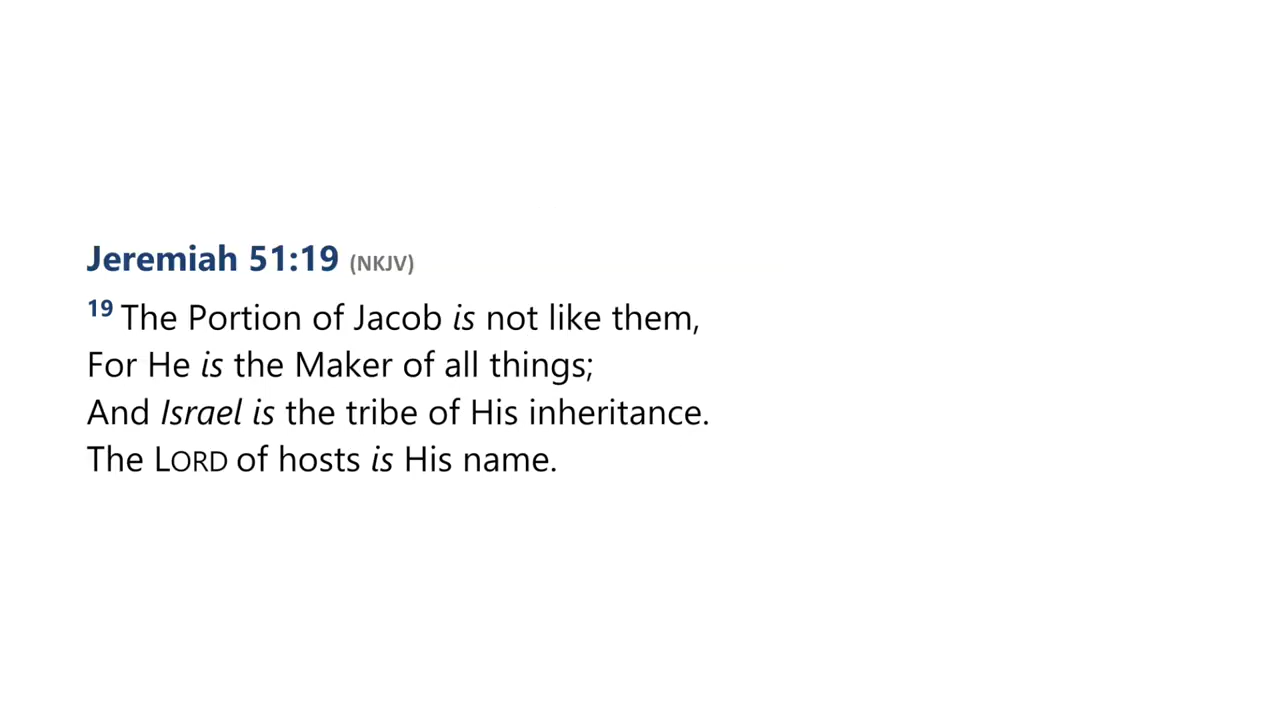 Jeremiah 51:19 (NKJV)
19 The Portion of Jacob is not like them,
For He is the Maker of all things;
And Israel is the tribe of His inheritance.
The LORD of hosts is His name.